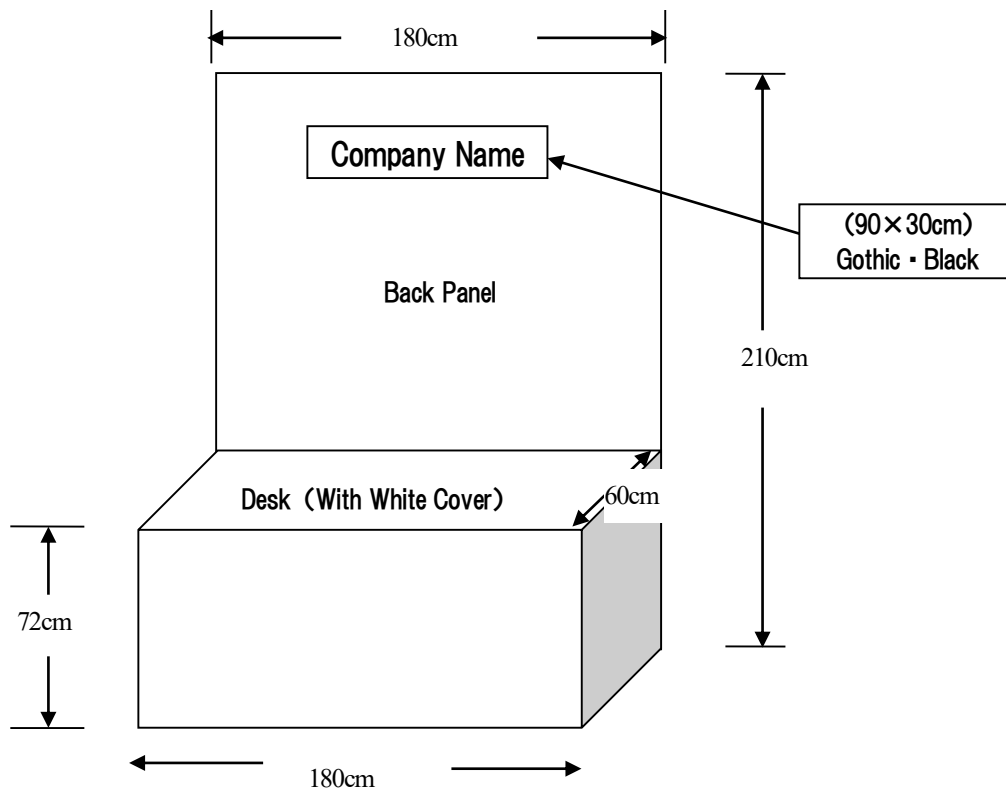 180cm
Company Name
(90×30cm)
Gothic・Black
Back Panel
210cm
Desk (With White Cover)
60cm
72cm
180cm